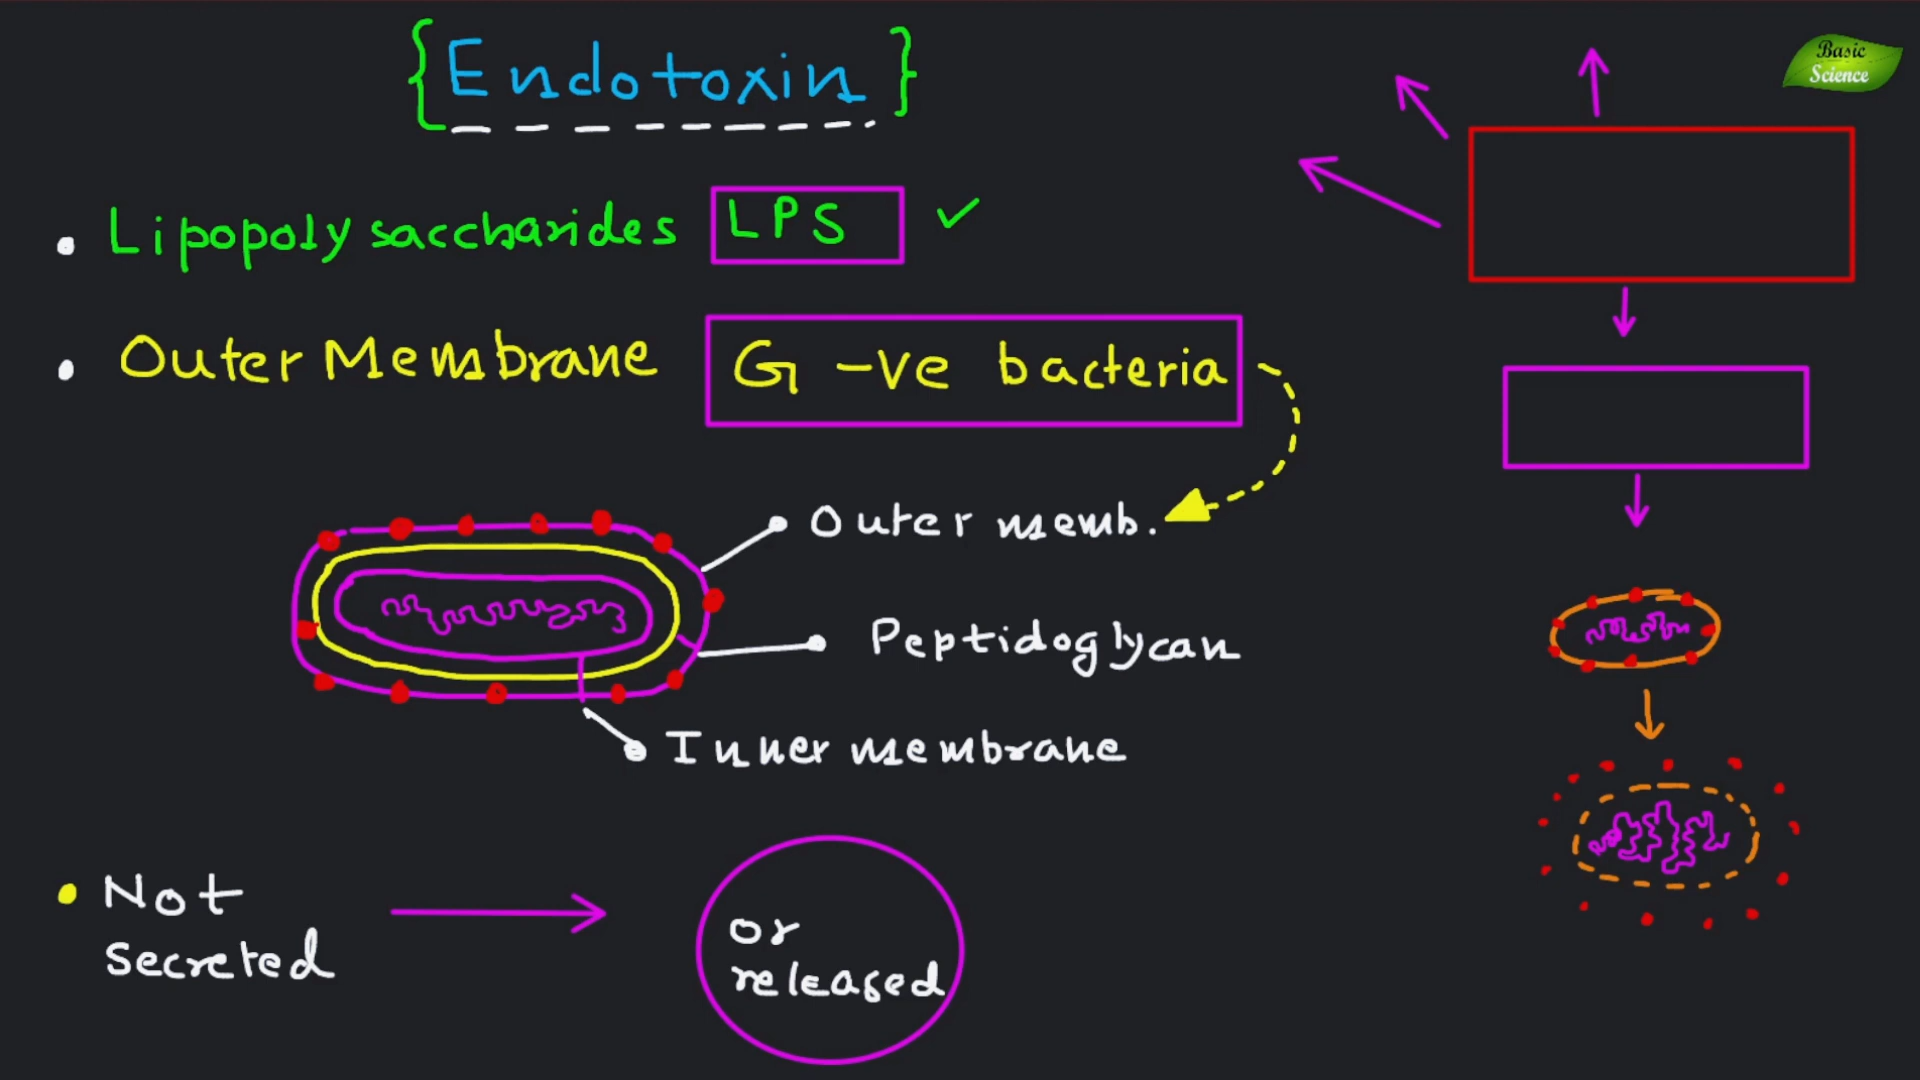 {Endotoxin}
Basic
Science
• Lipopolysaccharides LPS ✓
• Outer Membrane G -ve bacteria
Outer memb.
Peptidoglycan
Inner membrane
• Not
secreted
or
released